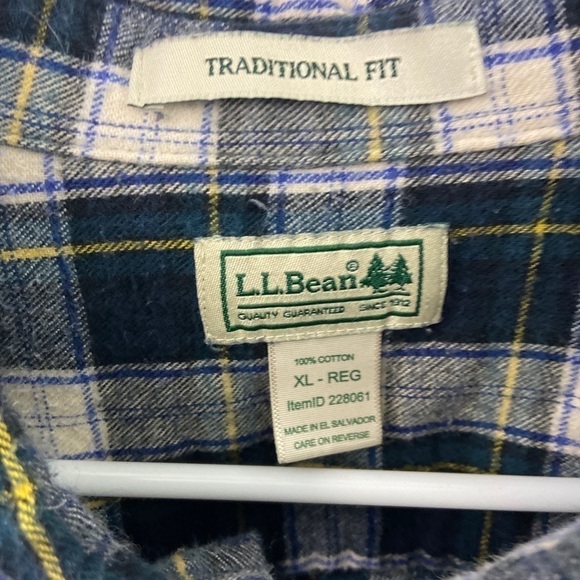 TRADITIONAL FIT
L.L.Bean®
QUALITY GUARANTEED SINCE 1912
100% COTTON
XL - REG
ItemID 228061
MADE IN EL SALVADOR
CARE ON REVERSE